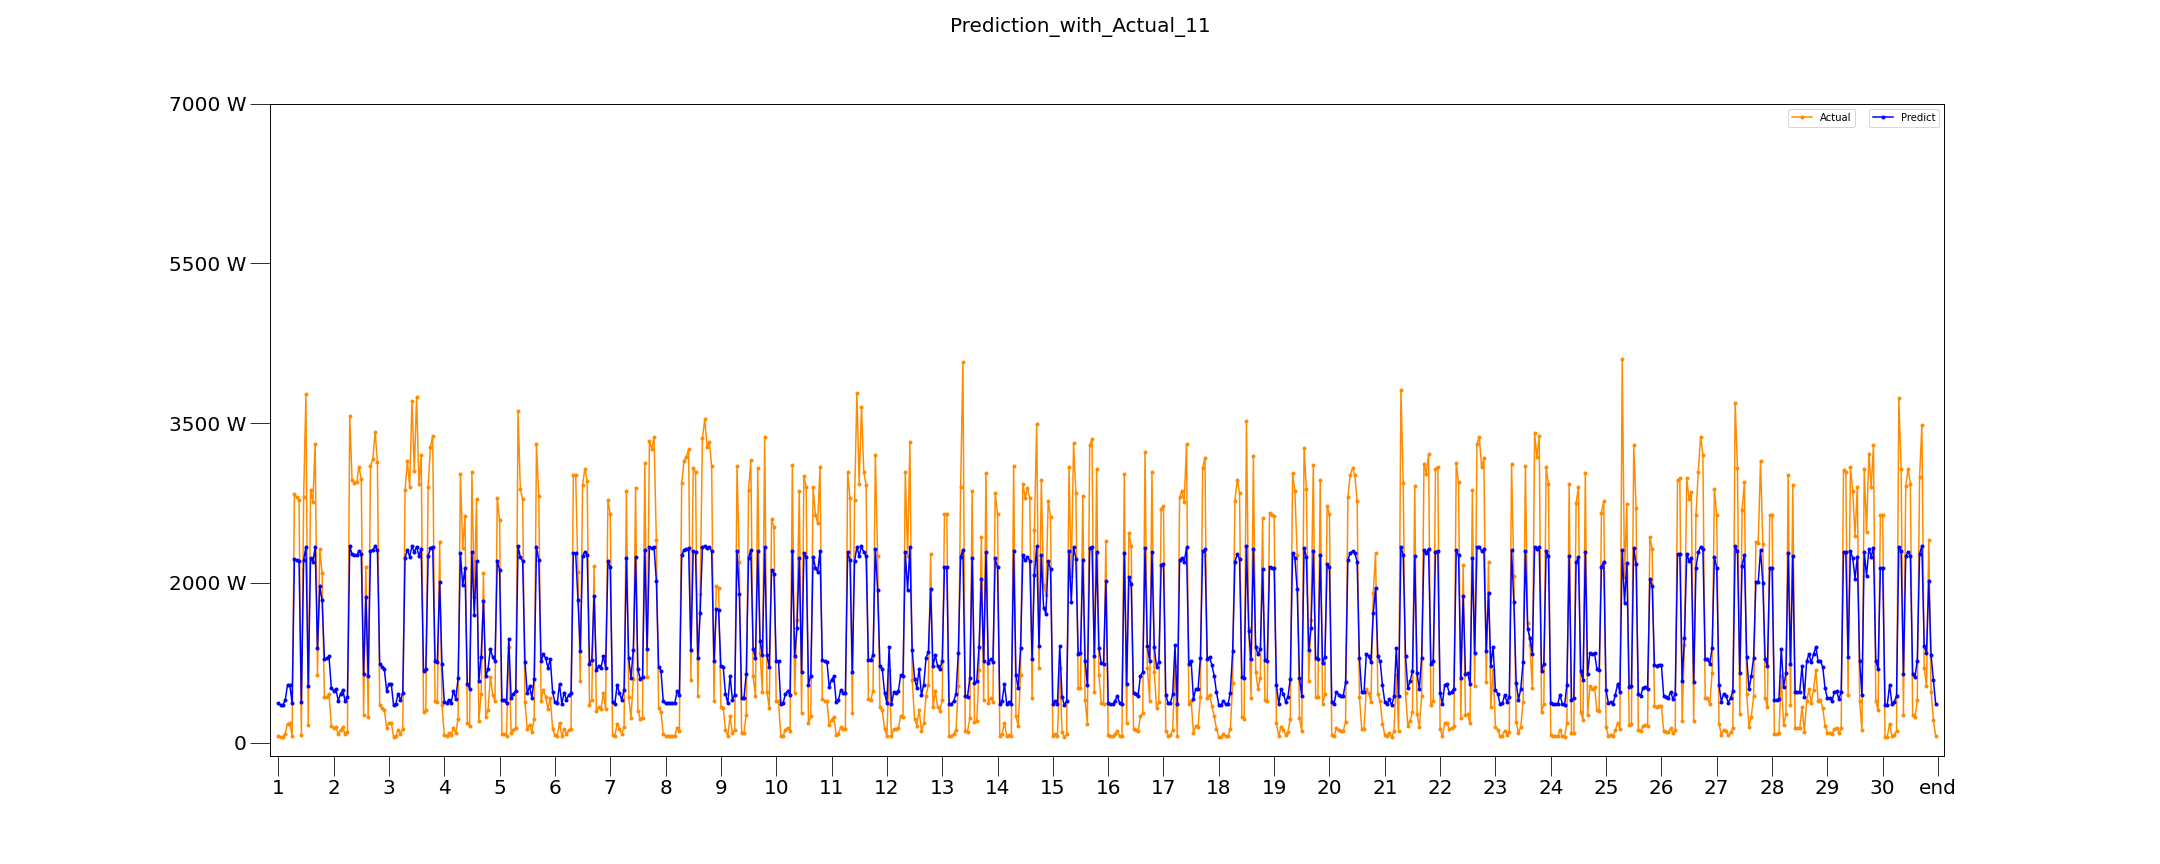 Prediction_with_Actual_11
Actual Predict
7000 W
5500 W
3500 W
2000 W
0
1 2 3 4 5 6 7 8 9 10 11 12 13 14 15 16 17 18 19 20 21 22 23 24 25 26 27 28 29 30 end